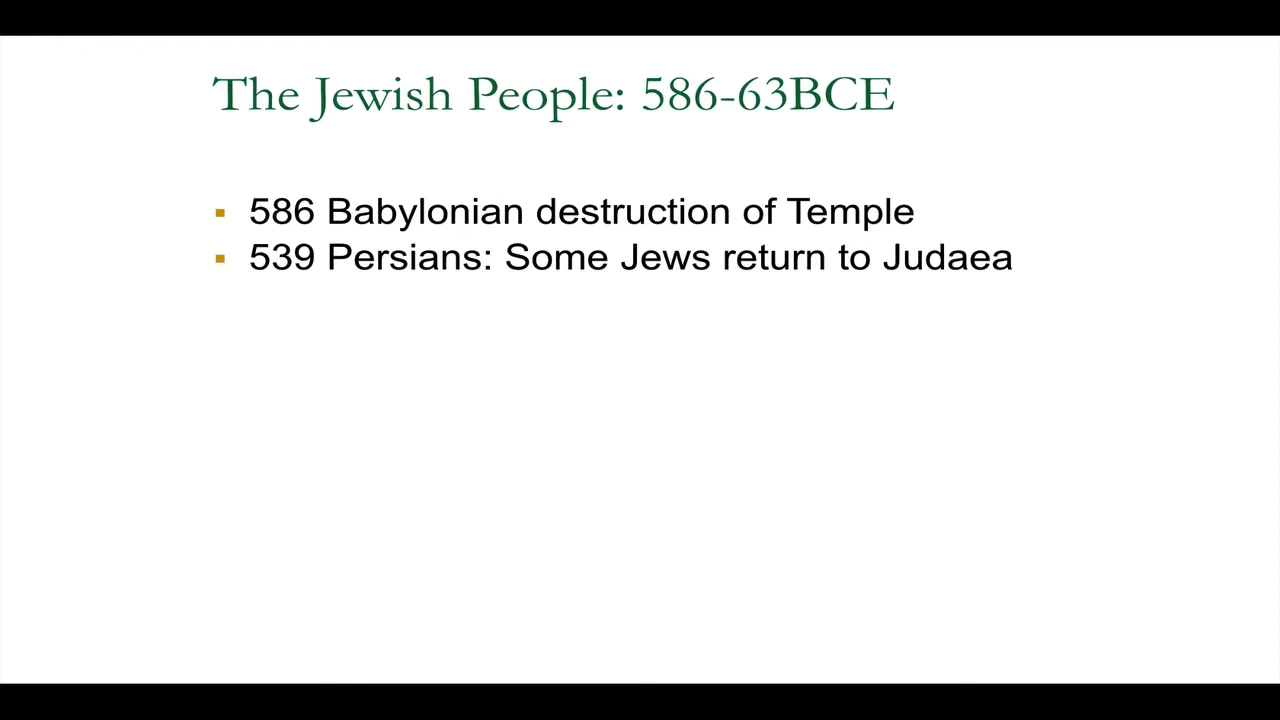 The Jewish People: 586-63BCE
▪ 586 Babylonian destruction of Temple
▪ 539 Persians: Some Jews return to Judaea